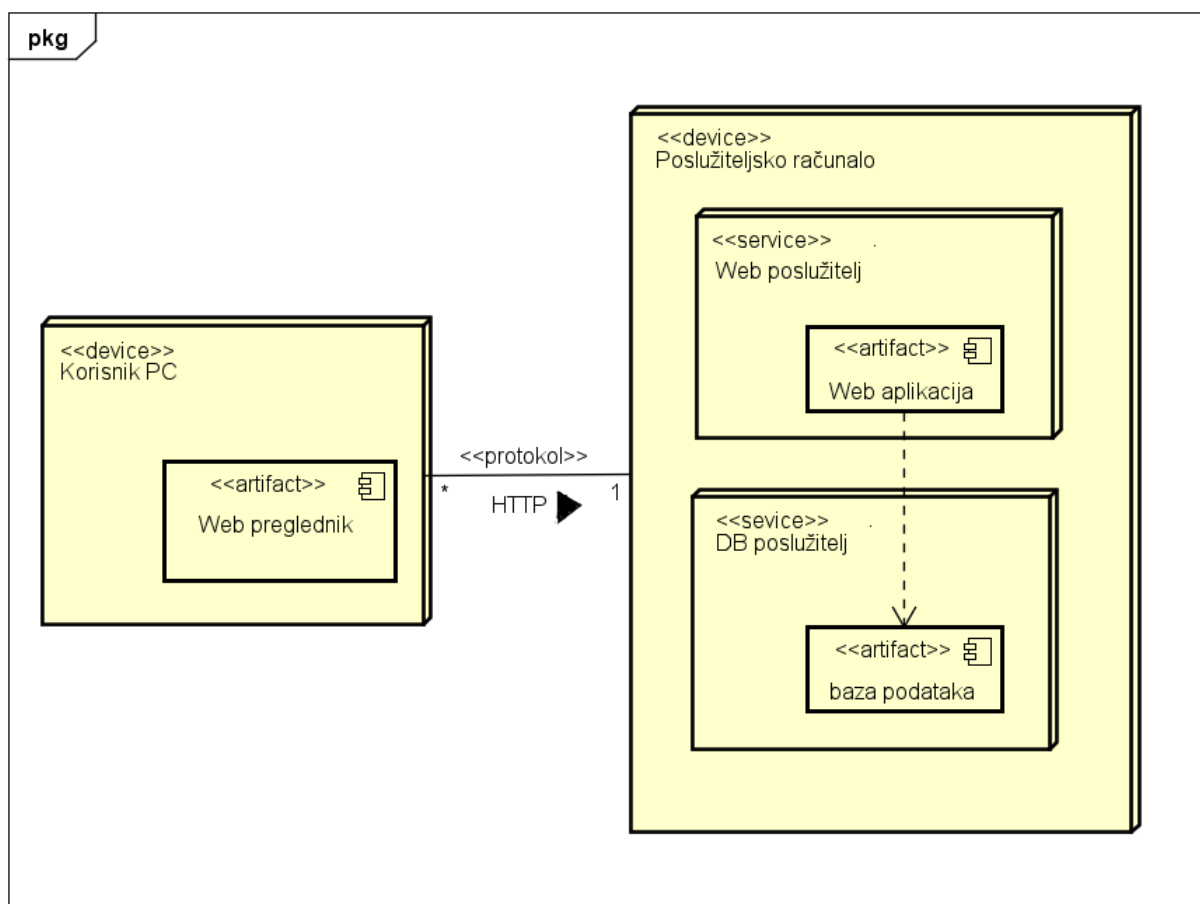 pkg
<<device>>
Korisnik PC
<<artifact>>
Web preglednik
<<protokol>>
*
HTTP
1
<<device>>
Poslužiteljsko računalo
<<service>>
Web poslužitelj
<<artifact>>
Web aplikacija
<<sevice>>
DB poslužitelj
<<artifact>>
baza podataka